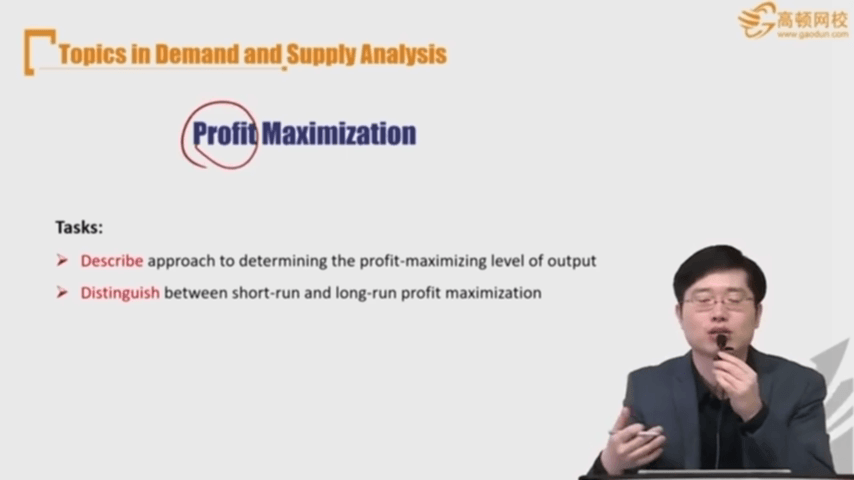 高顿网校
www.gaodun.com
Topics in Demand and Supply Analysis
Profit Maximization
Tasks:
Describe approach to determining the profit-maximizing level of output
Distinguish between short-run and long-run profit maximization